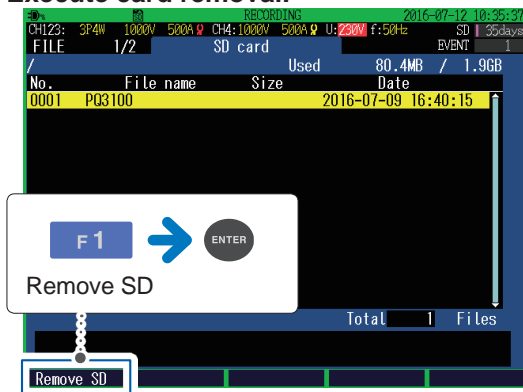 Execute card removal.
RECORDING 2016-07-12 10:35:37
CH123: 3P4W 1000V 500A CH4:1000V 500A U:230V f:50Hz SD 35days
FILE 1/2 SD card EVENT 1
/ Used 80.4MB / 1.9GB
No. File name Size Date
0001 PQ3100 2016-07-09 16:40:15
F1 ENTER
Remove SD
Total 1 Files
Remove SD